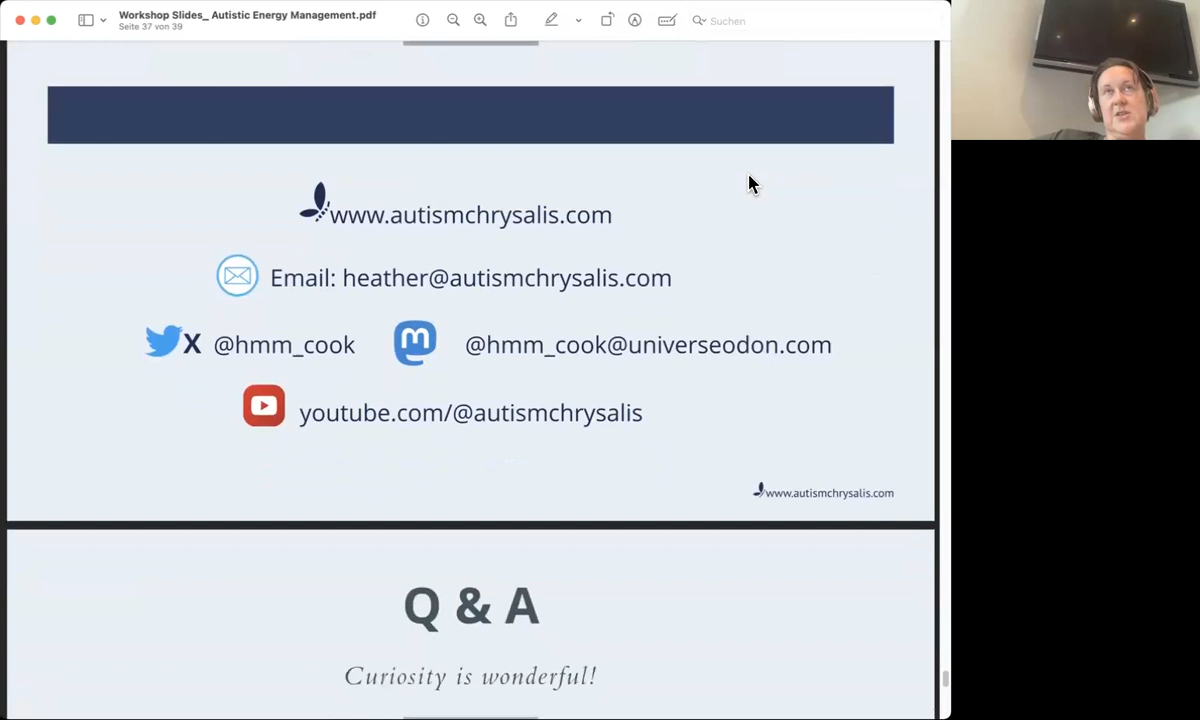 Workshop Slides_ Autistic Energy Management.pdf
Seite 37 von 39
Suchen
www.autismchrysalis.com
Email: heather@autismchrysalis.com
X @hmm_cook @hmm_cook@universeodon.com
youtube.com/@autismchrysalis
www.autismchrysalis.com
Q & A
Curiosity is wonderful!